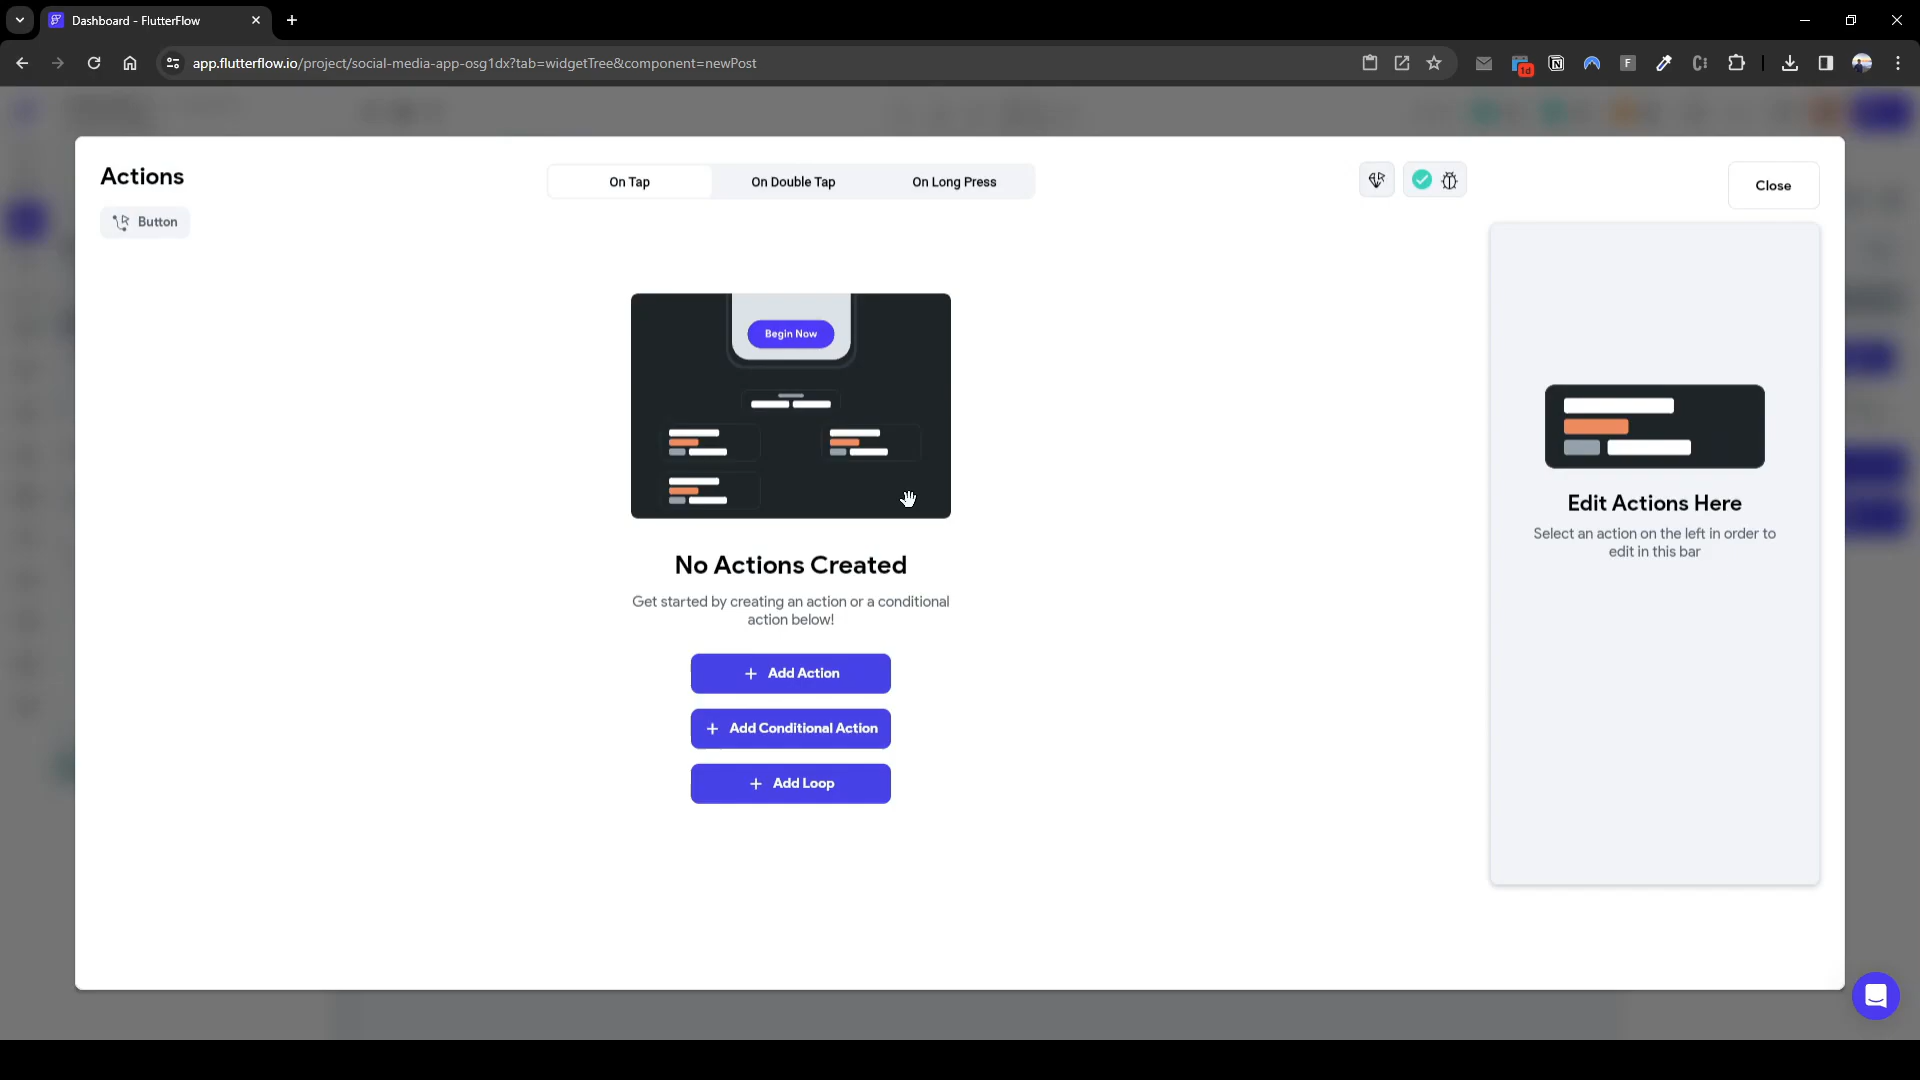 Dashboard - FlutterFlow
app.flutterflow.io/project/social-media-app-osg1dx?tab=widgetTree&component=newPost
1d
F
Actions
On Tap
On Double Tap
On Long Press
Close
Button
Begin Now
No Actions Created
Get started by creating an action or a conditional
action below!
+ Add Action
+ Add Conditional Action
+ Add Loop
Edit Actions Here
Select an action on the left in order to
edit in this bar